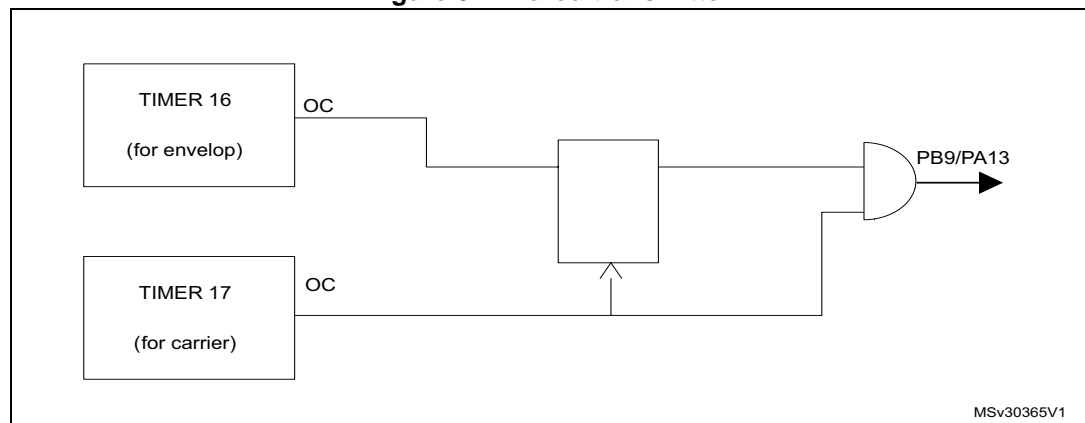 TIMER 16
(for envelop)
OC
PB9/PA13
TIMER 17
(for carrier)
OC
MSv30365V1